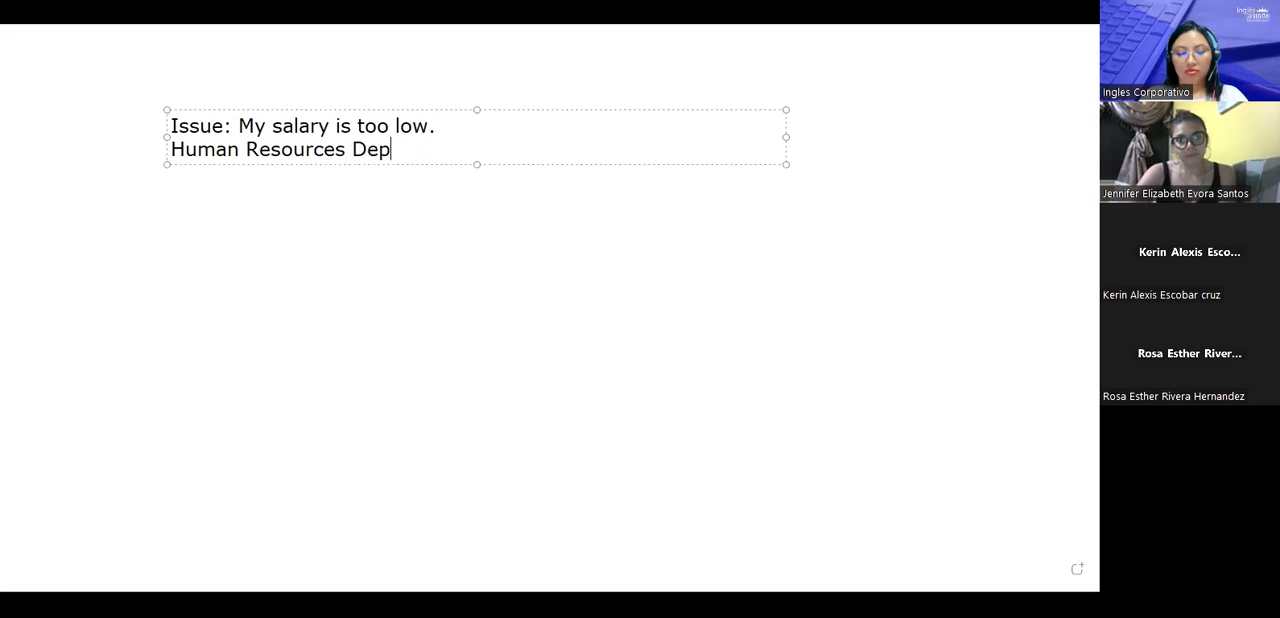 Issue: My salary is too low.
Human Resources Dep
Ingles Corporativo
Jennifer Elizabeth Evora Santos
Kerin Alexis Esco...
Kerin Alexis Escobar cruz
Rosa Esther River...
Rosa Esther Rivera Hernandez